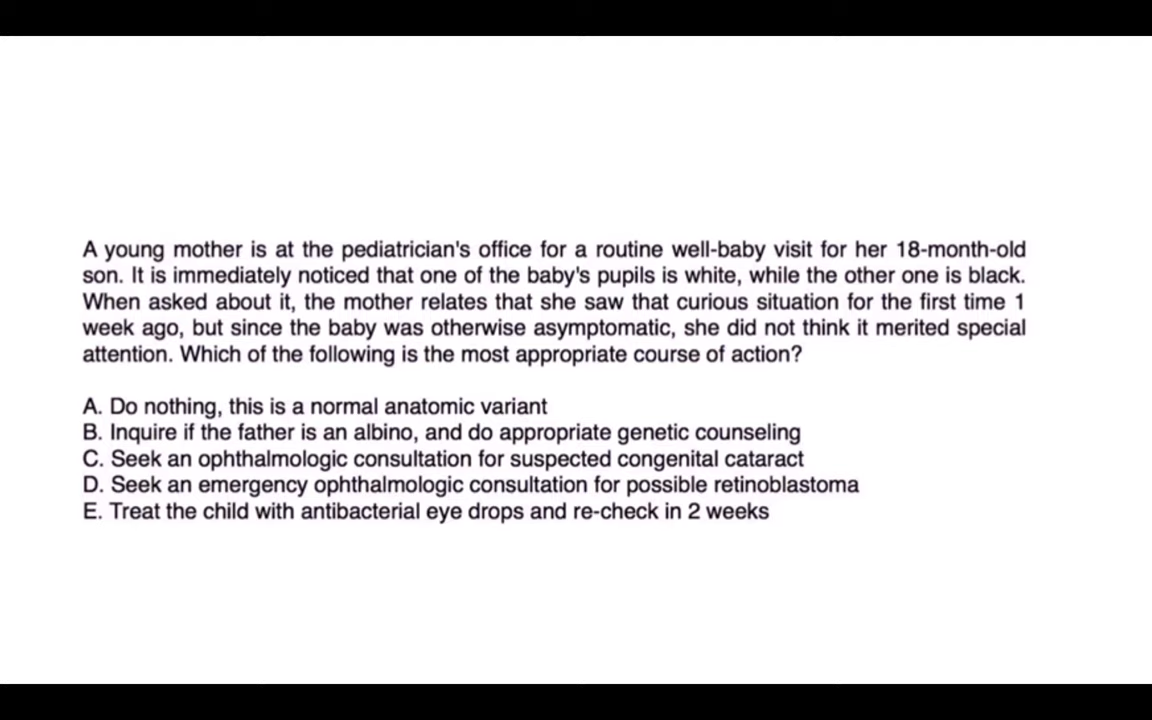 A young mother is at the pediatrician's office for a routine well-baby visit for her 18-month-old
son. It is immediately noticed that one of the baby's pupils is white, while the other one is black.
When asked about it, the mother relates that she saw that curious situation for the first time 1
week ago, but since the baby was otherwise asymptomatic, she did not think it merited special
attention. Which of the following is the most appropriate course of action?
A. Do nothing, this is a normal anatomic variant
B. Inquire if the father is an albino, and do appropriate genetic counseling
C. Seek an ophthalmologic consultation for suspected congenital cataract
D. Seek an emergency ophthalmologic consultation for possible retinoblastoma
E. Treat the child with antibacterial eye drops and re-check in 2 weeks